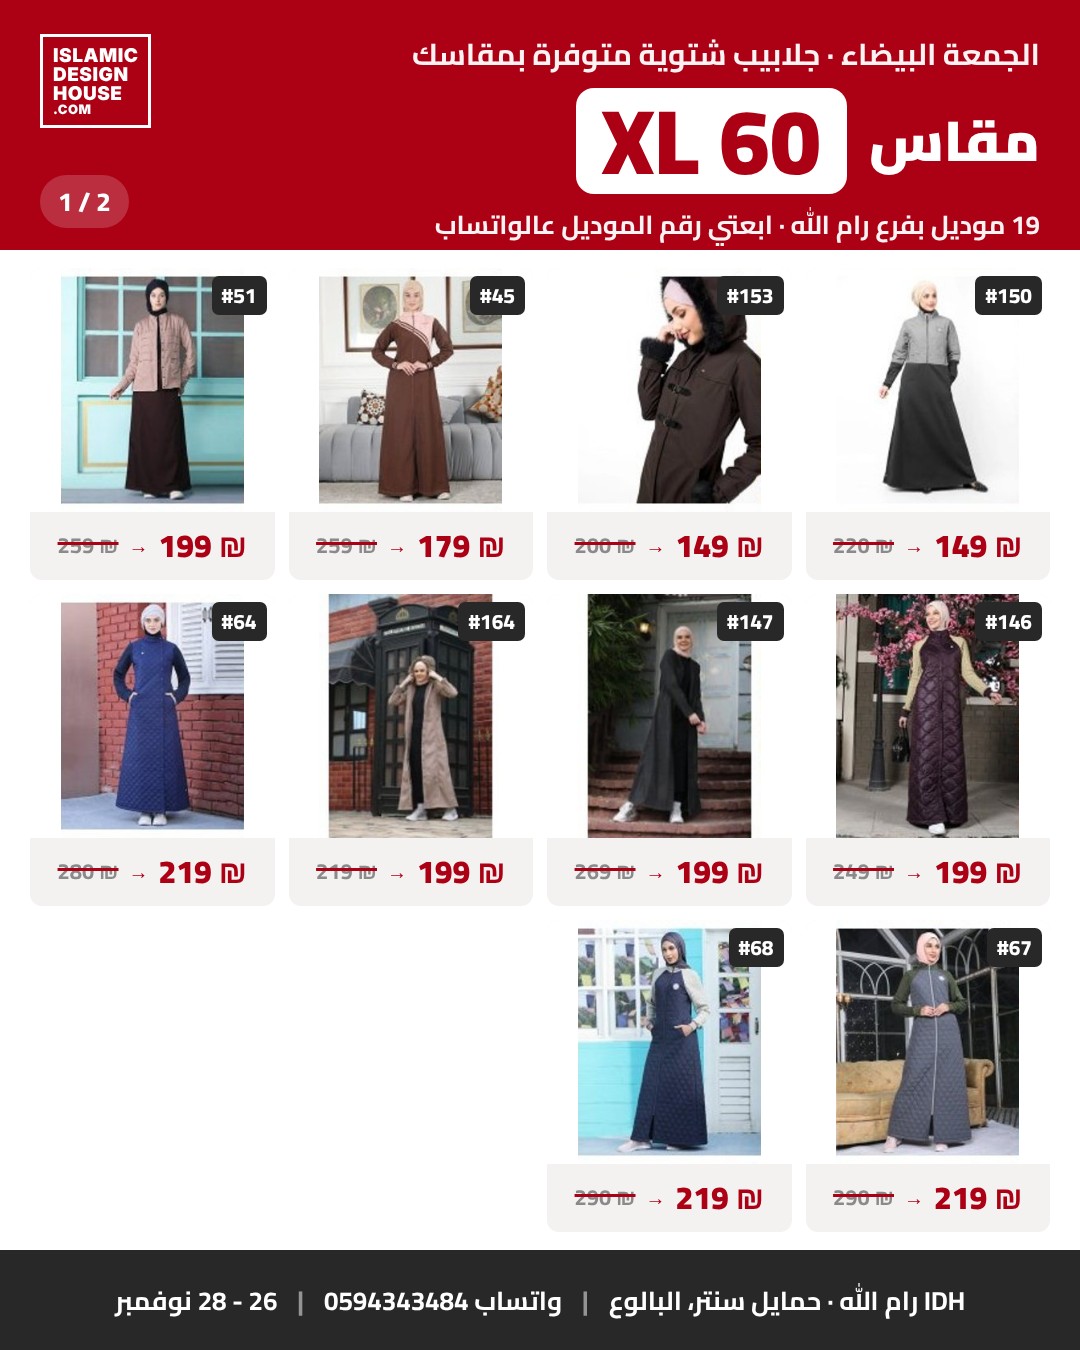 ISLAMIC
DESIGN
HOUSE
.COM
الجمعة البيضاء · جلابيب شتوية متوفرة بمقاسك
مقاس XL 60
1 / 2
19 موديل بفرع رام الله · ابعتي رقم الموديل عالواتساب
#150
#153
#45
#51
220 ₪ → 149 ₪
200 ₪ → 149 ₪
259 ₪ → 179 ₪
259 ₪ → 199 ₪
#146
#147
#164
#64
249 ₪ → 199 ₪
269 ₪ → 199 ₪
219 ₪ → 199 ₪
280 ₪ → 219 ₪
#67
#68
290 ₪ → 219 ₪
290 ₪ → 219 ₪
IDH رام الله · حمايل سنتر، البالوع | واتساب 0594343484 | 26 - 28 نوفمبر